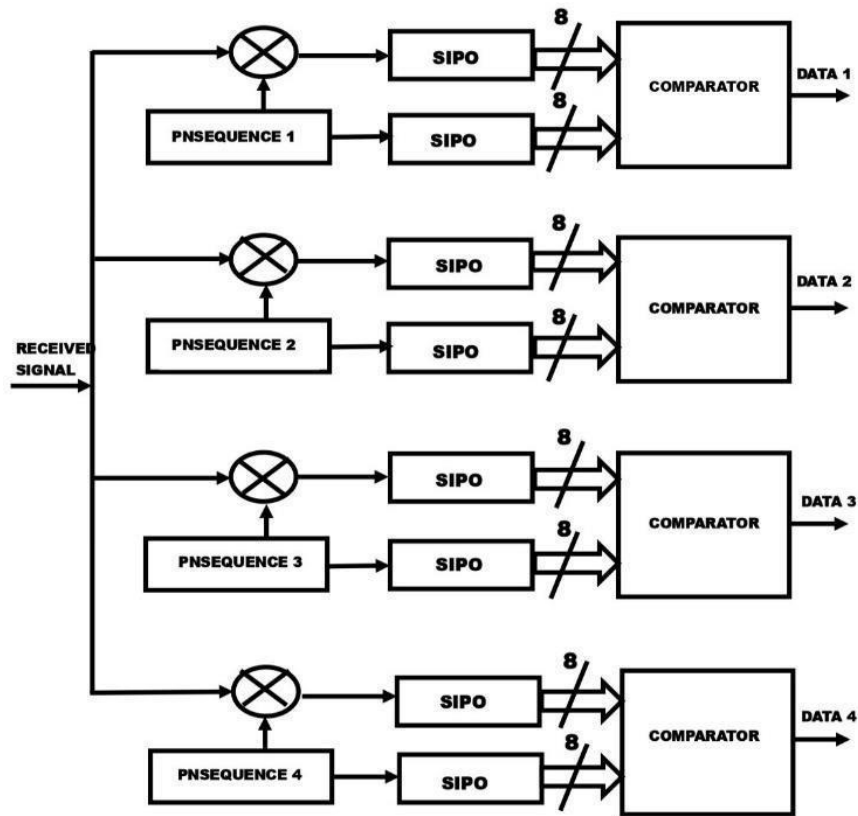 8
SIPO
COMPARATOR
DATA 1
8
PNSEQUENCE 1
SIPO
8
SIPO
DATA 2
COMPARATOR
8
PNSEQUENCE 2
SIPO
RECEIVED
SIGNAL
8
SIPO
DATA 3
COMPARATOR
8
PNSEQUENCE 3
SIPO
8
SIPO
DATA 4
COMPARATOR
8
PNSEQUENCE 4
SIPO